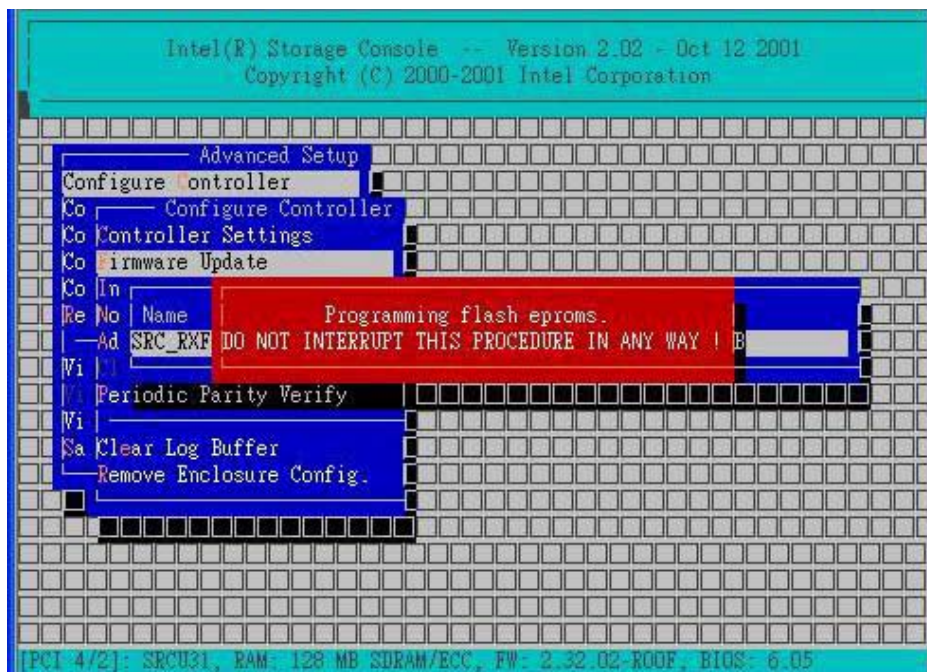 Intel(R) Storage Console -- Version 2.02 - Oct 12 2001
Copyright (C) 2000-2001 Intel Corporation
Advanced Setup
Configure Controller
Co Configure Controller
Co Controller Settings
Co Firmware Update
Co In
Re No Name Programming flash eproms.
Ad SRC_RXF DO NOT INTERRUPT THIS PROCEDURE IN ANY WAY ! B
Vi Cl
Vi Periodic Parity Verify
Vi
Sa Clear Log Buffer
Remove Enclosure Config.
[PCI 4/2]: SRCU31, RAM: 128 MB SDRAM/ECC, FW: 2.32.02-R00F, BIOS: 6.05